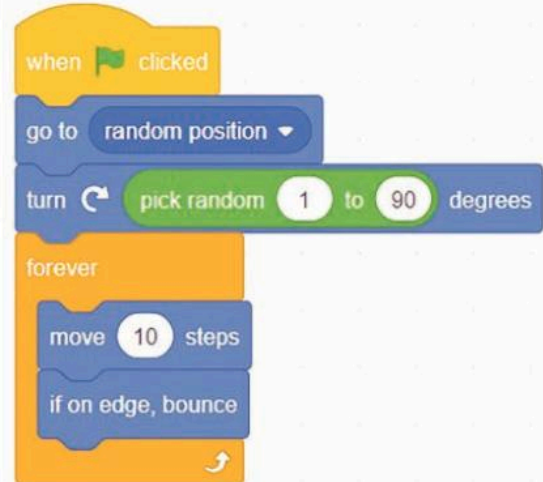 when clicked
go to random position
turn pick random 1 to 90 degrees
forever
move 10 steps
if on edge, bounce